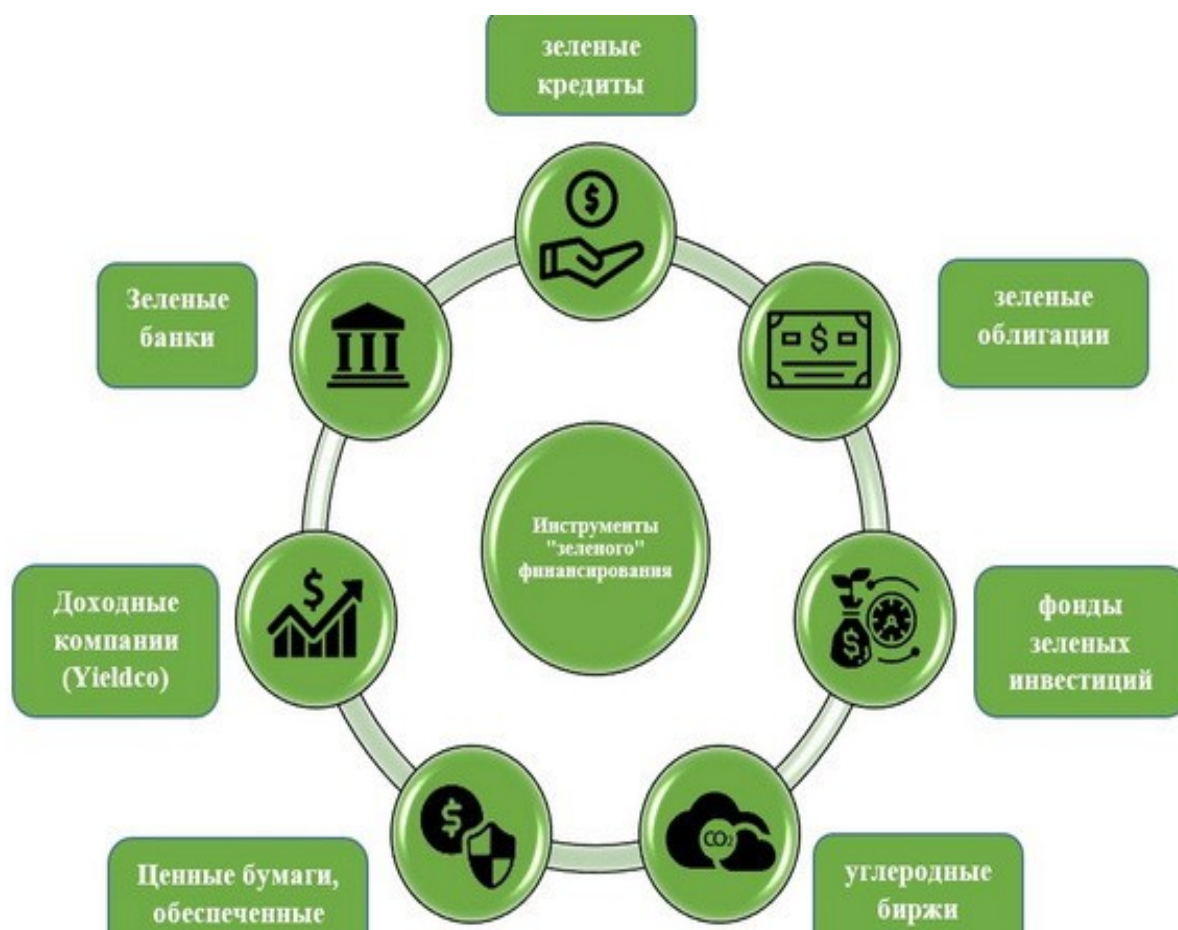 зеленые
кредиты
Зеленые
банки
зеленые
облигации
$
Инструменты
"зеленого"
финансирования
Доходные
компании
(Yieldco)
$
фонды
зеленых
инвестиций
$
A
$
$
CO2
Ценные бумаги,
обеспеченные
углеродные
биржи